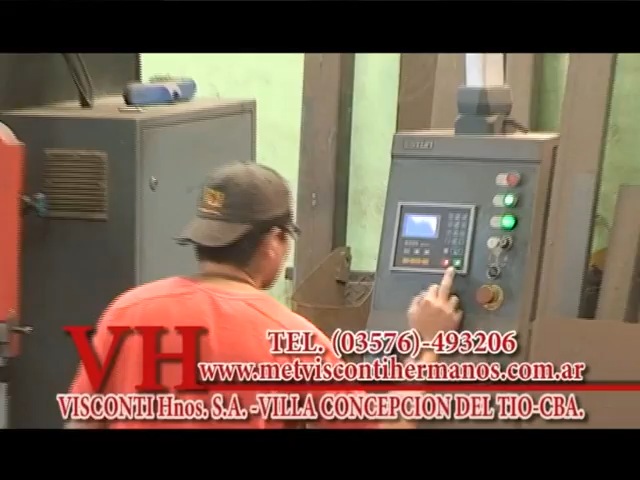 VH
TEL. (03576)-493206
www.metviscontihermanos.com.ar
VISCONTI Hnos. S.A. -VILLA CONCEPCION DEL TIO-CBA.